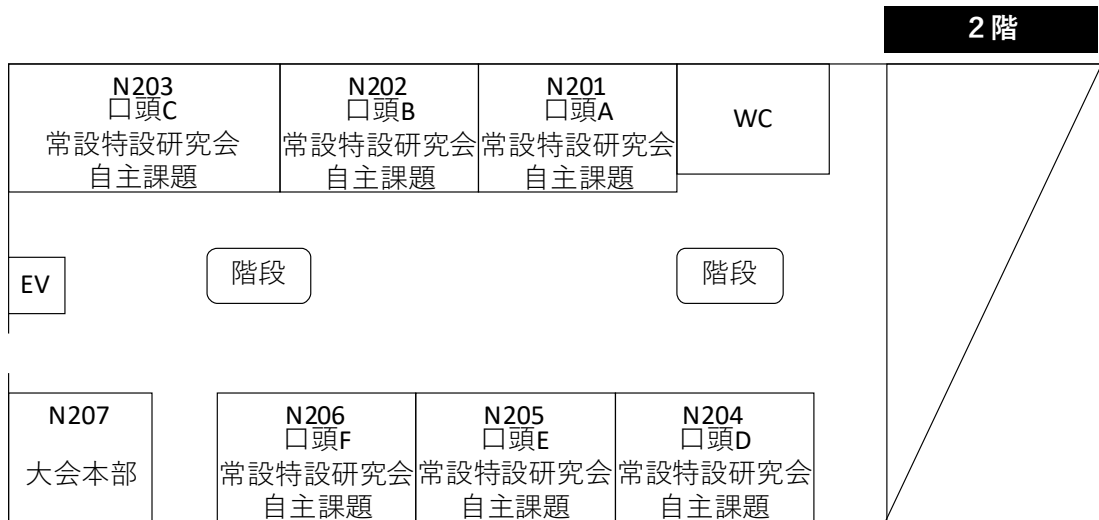 2階
N203
口頭C
常設特設研究会
自主課題
N202
口頭B
常設特設研究会
自主課題
N201
口頭A
常設特設研究会
自主課題
WC
EV
階段
階段
N207
大会本部
N206
口頭F
常設特設研究会
自主課題
N205
口頭E
常設特設研究会
自主課題
N204
口頭D
常設特設研究会
自主課題